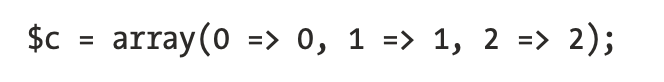 $c = array(0 => 0, 1 => 1, 2 => 2);